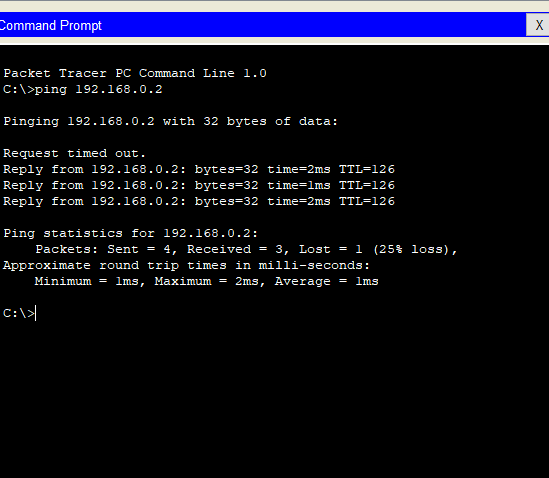 Command Prompt
X
Packet Tracer PC Command Line 1.0
C:\>ping 192.168.0.2
Pinging 192.168.0.2 with 32 bytes of data:
Request timed out.
Reply from 192.168.0.2: bytes=32 time=2ms TTL=126
Reply from 192.168.0.2: bytes=32 time=1ms TTL=126
Reply from 192.168.0.2: bytes=32 time=2ms TTL=126
Ping statistics for 192.168.0.2:
    Packets: Sent = 4, Received = 3, Lost = 1 (25% loss),
Approximate round trip times in milli-seconds:
    Minimum = 1ms, Maximum = 2ms, Average = 1ms
C:\>